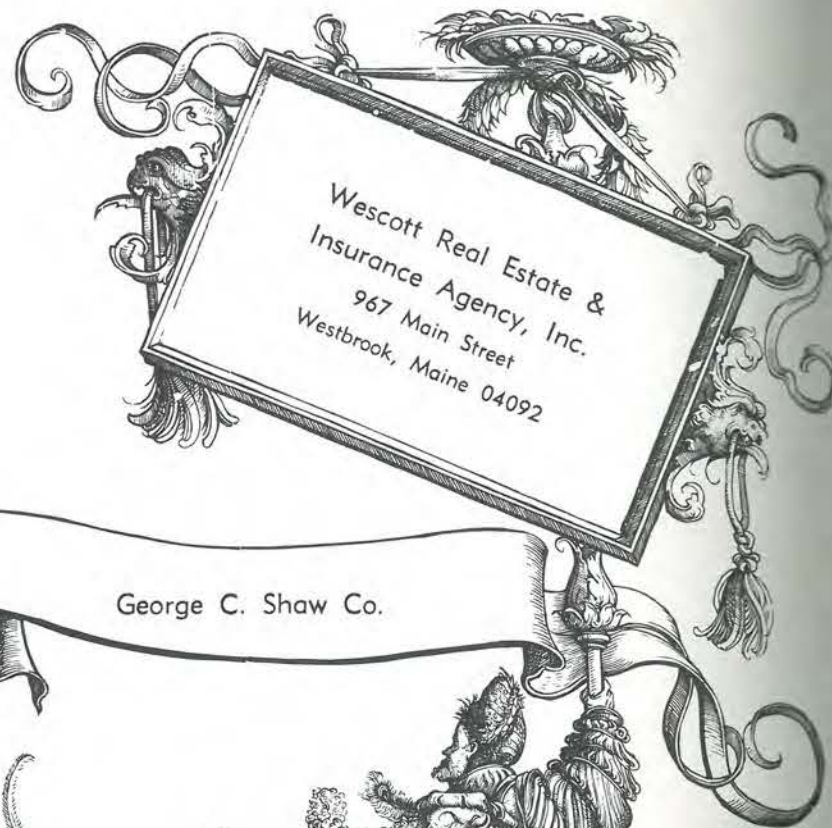 Wescott Real Estate &
Insurance Agency, Inc.
967 Main Street
Westbrook, Maine 04092
George C. Shaw Co.